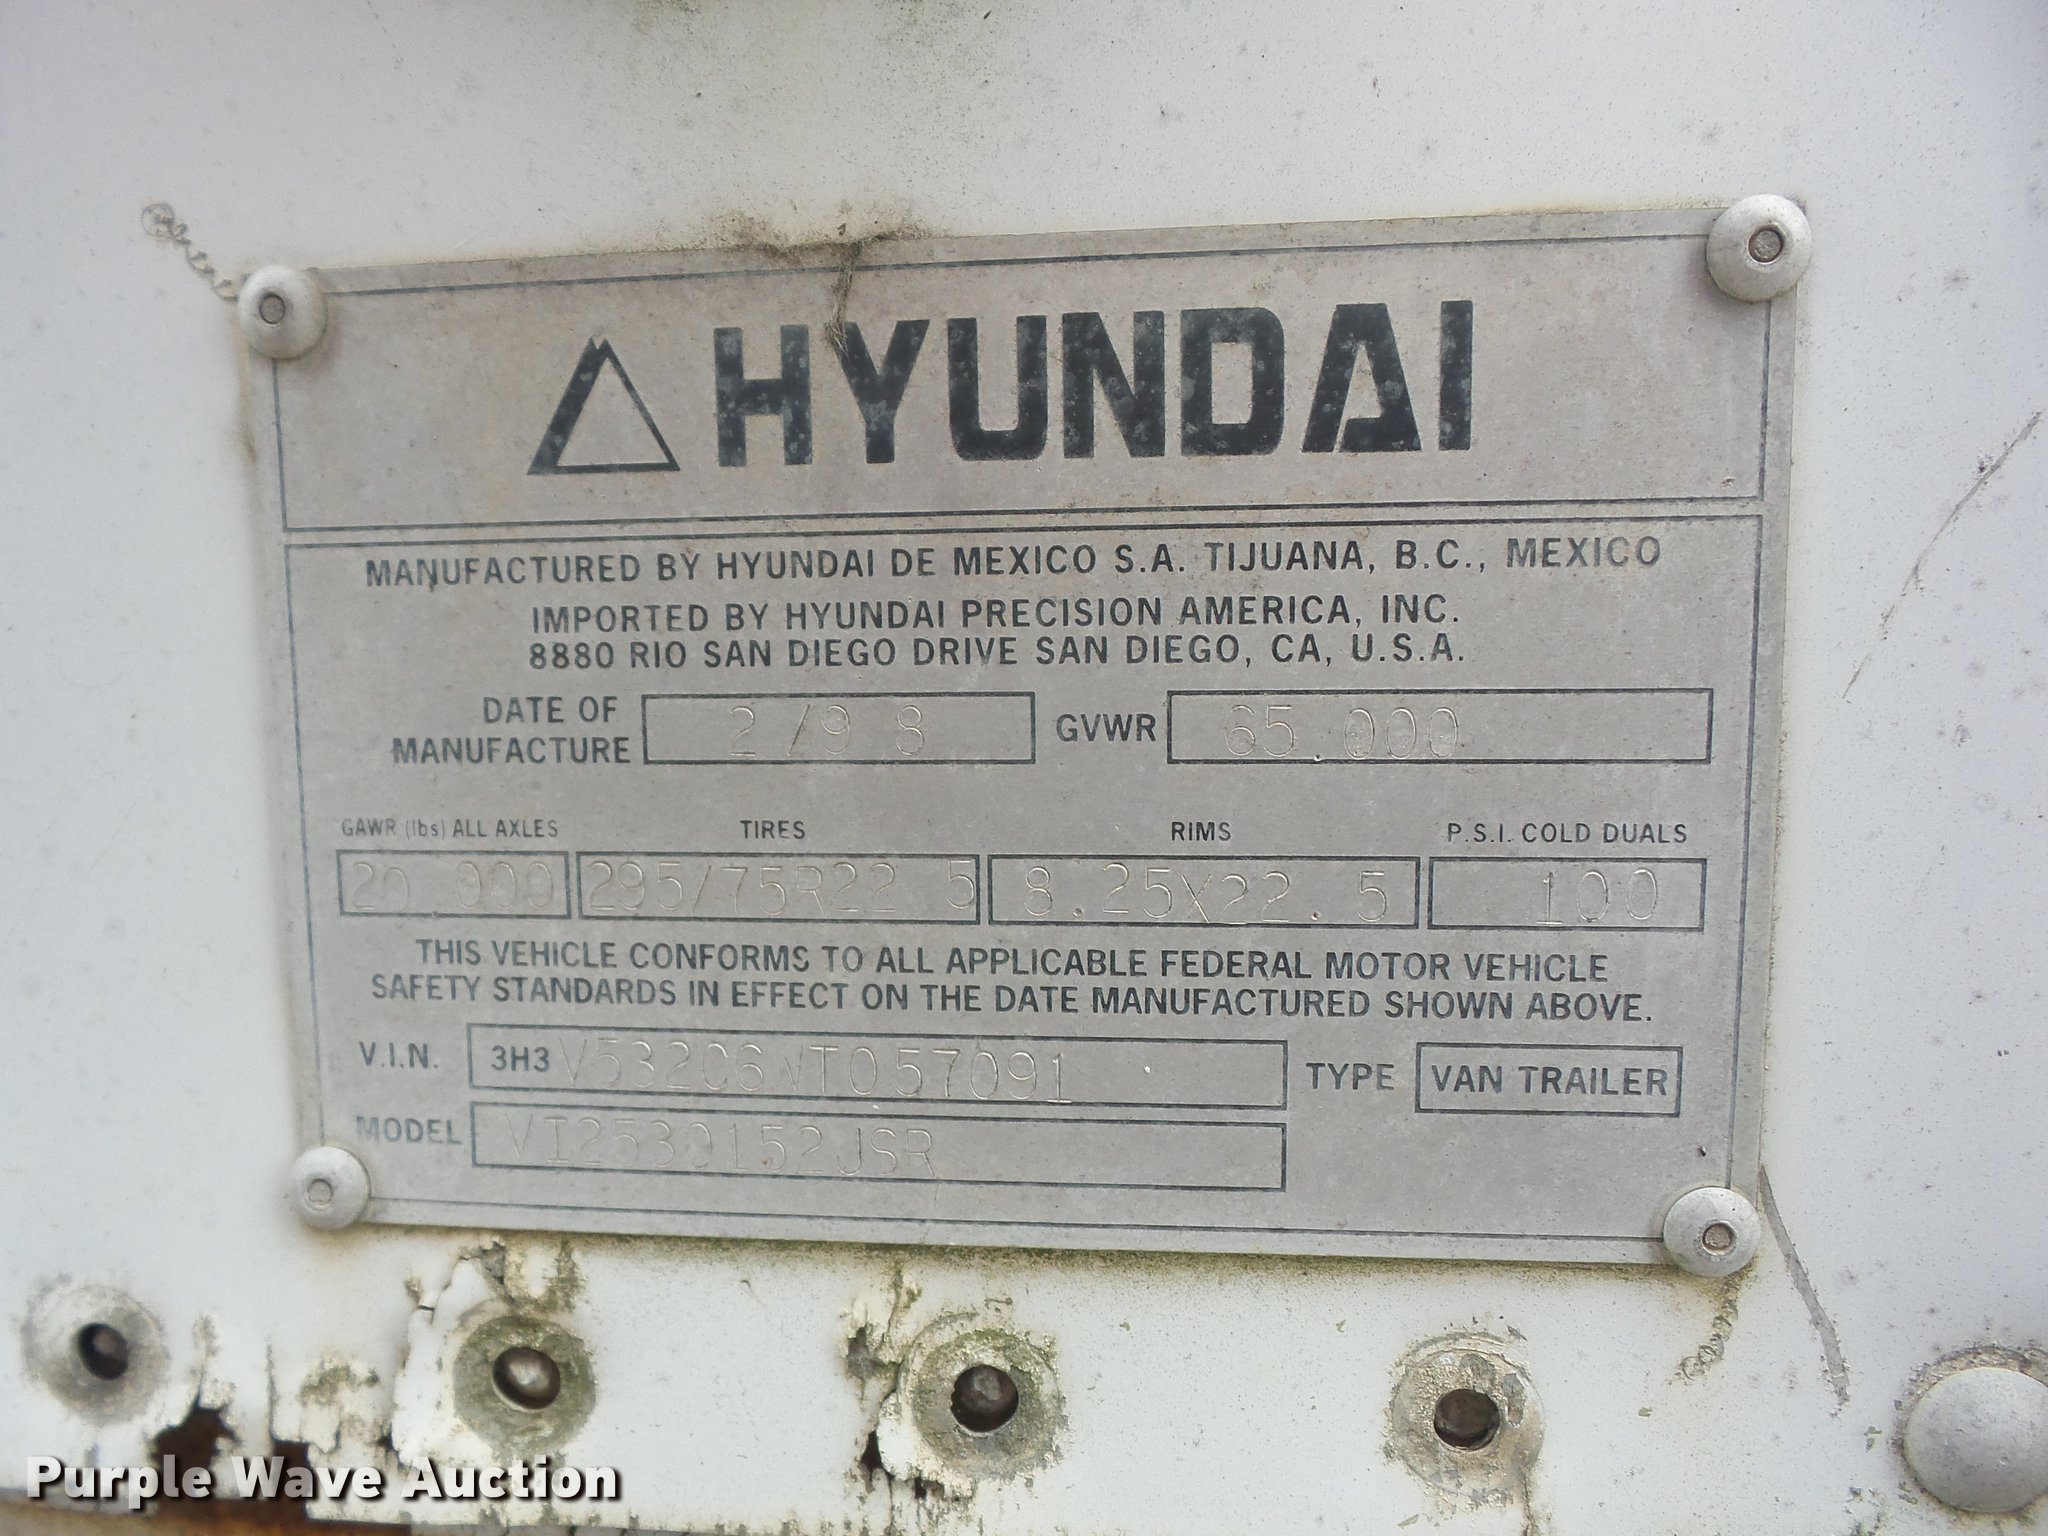 HYUNDAI
MANUFACTURED BY HYUNDAI DE MEXICO S.A. TIJUANA, B.C., MEXICO
IMPORTED BY HYUNDAI PRECISION AMERICA, INC.
8880 RIO SAN DIEGO DRIVE SAN DIEGO, CA, U.S.A.
DATE OF MANUFACTURE 2/98 GVWR 65.000
GAWR (lbs) ALL AXLES TIRES RIMS P.S.I. COLD DUALS
20 000 295/75R22 5 8.25X22.5 100
THIS VEHICLE CONFORMS TO ALL APPLICABLE FEDERAL MOTOR VEHICLE
SAFETY STANDARDS IN EFFECT ON THE DATE MANUFACTURED SHOWN ABOVE.
V.I.N. 3H3V532C6WT057091 TYPE VAN TRAILER
MODEL VI2530152JSR
Purple Wave Auction